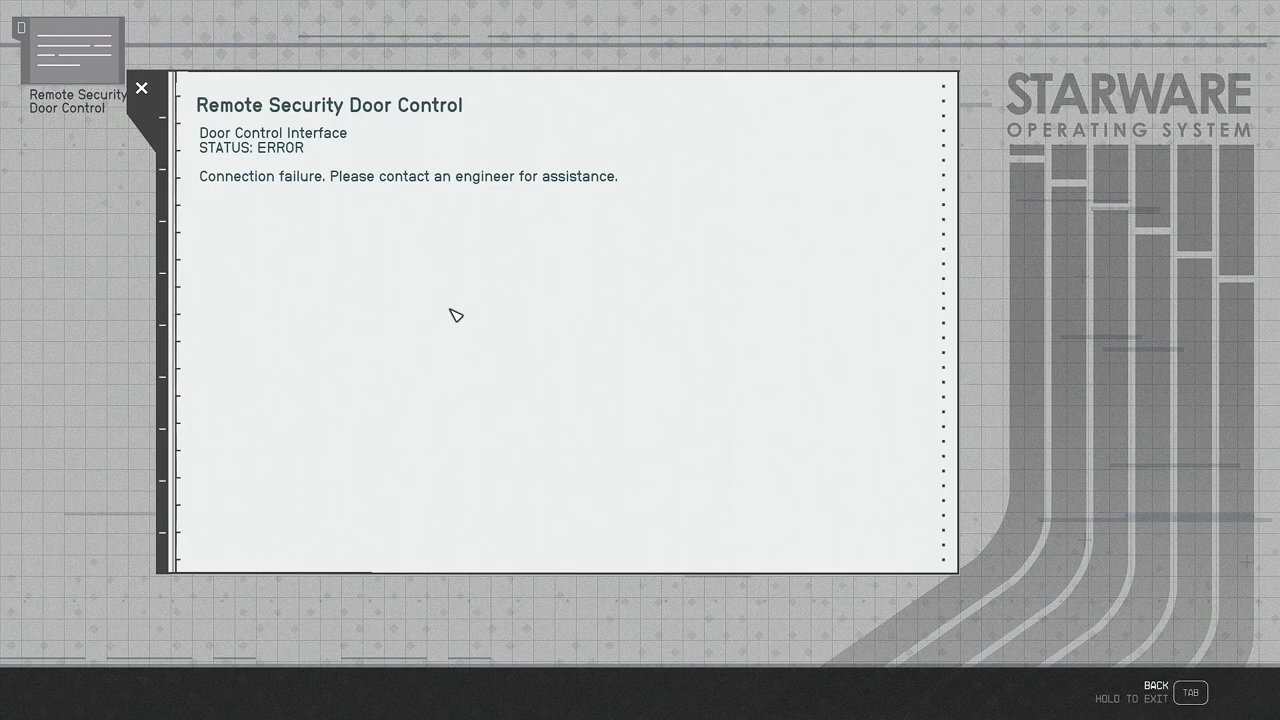 D
Remote Security
Door Control
Remote Security Door Control
Door Control Interface
STATUS: ERROR
Connection failure. Please contact an engineer for assistance.
STARWARE
OPERATING SYSTEM
BACK
HOLD TO EXIT
TAB